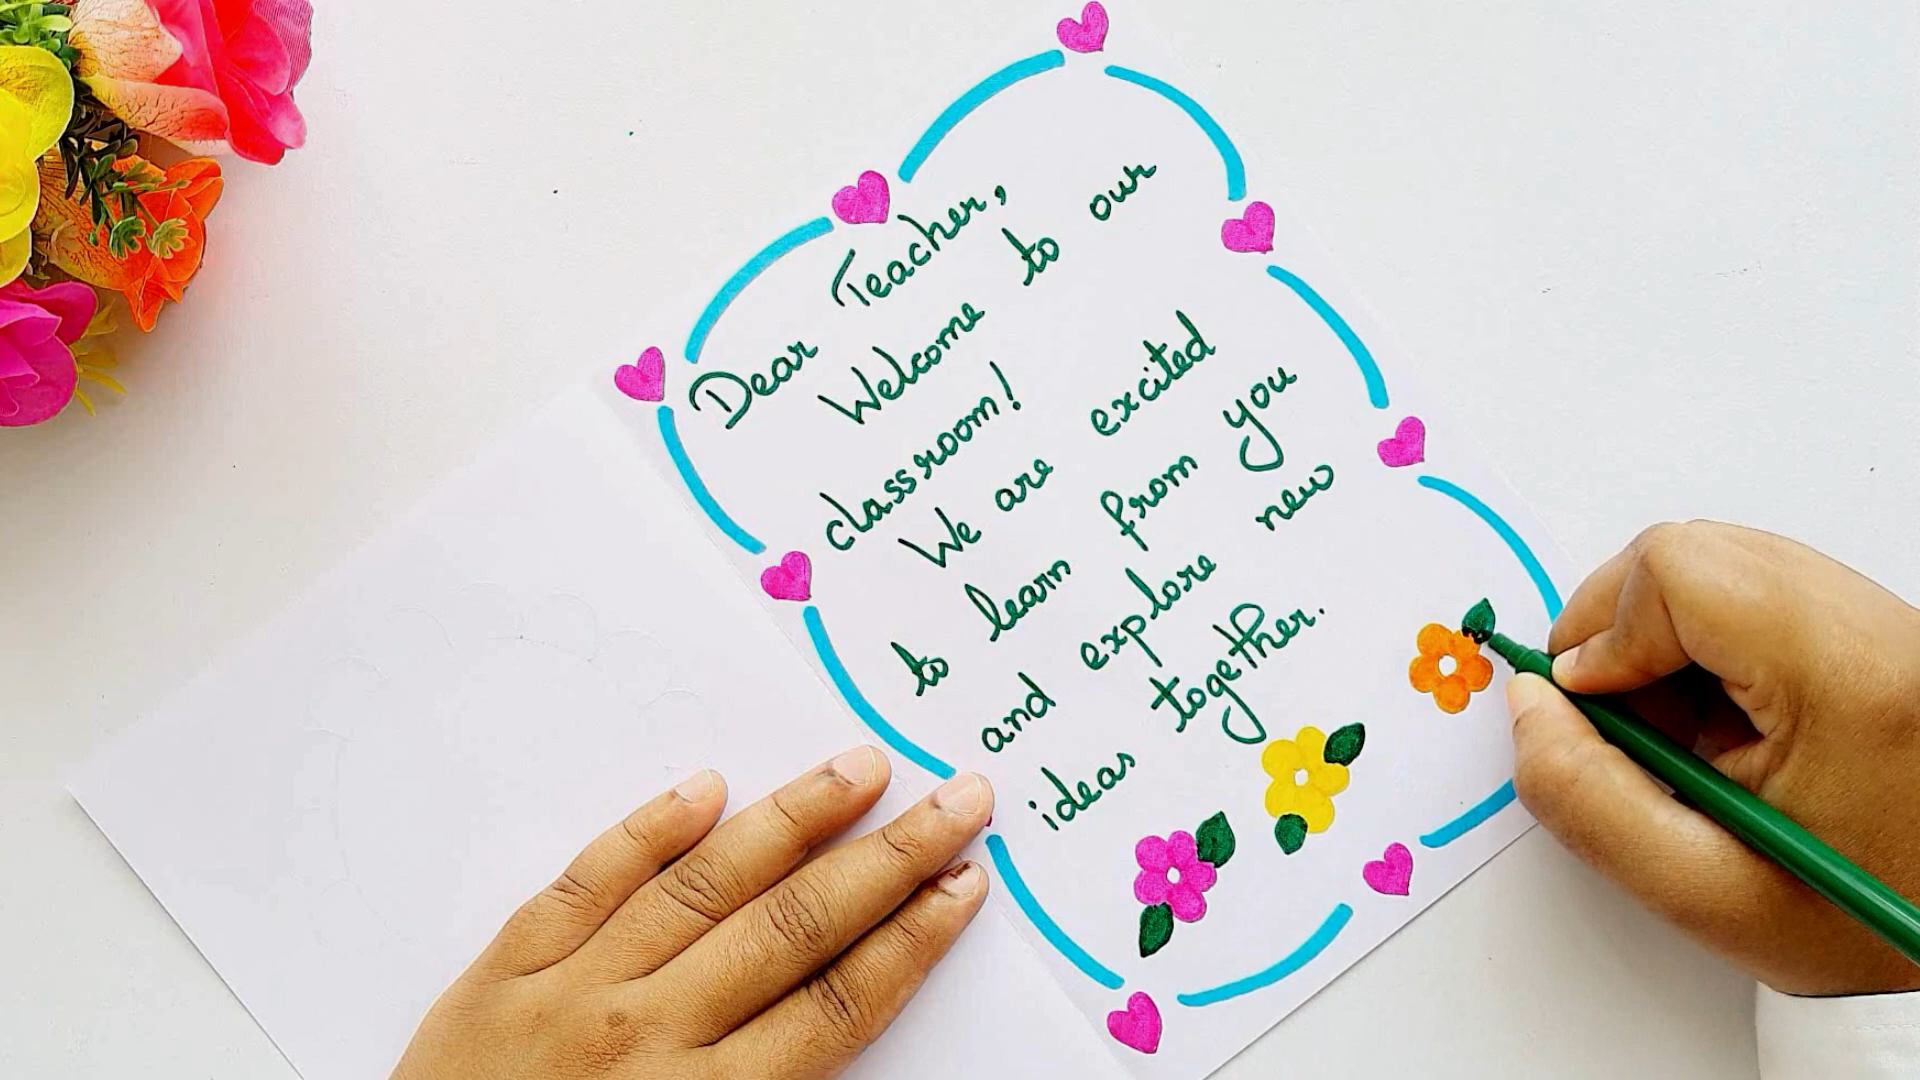 Dear Teacher,
Welcome to our
classroom!
We are excited
to learn from you
and explore new
ideas together.